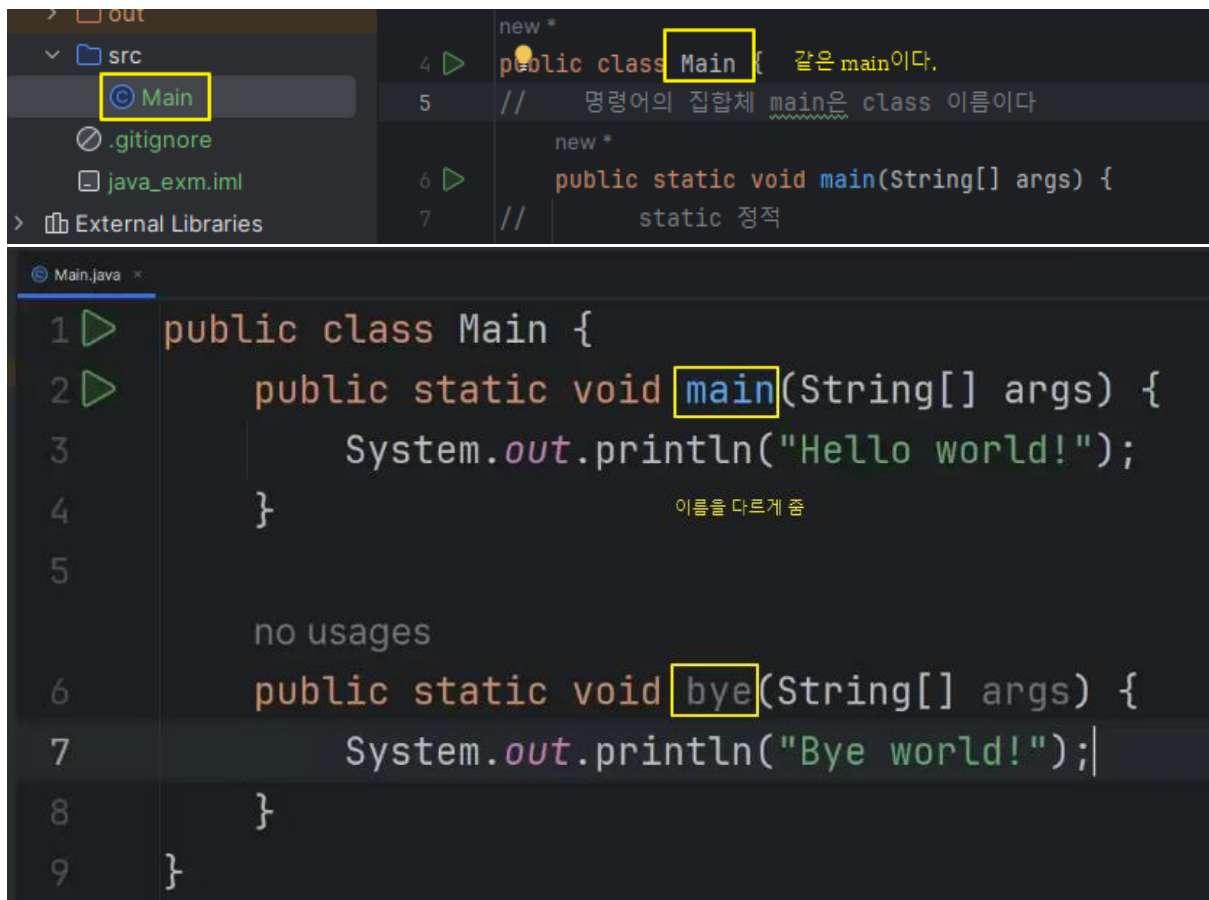 out
src
Main
.gitignore
java_exm.iml
External Libraries
new *
4 public class Main { 같은 main이다.
5 // 명령어의 집합체 main은 class 이름이다
new *
6 public static void main(String[] args) {
7 // static 정적
Main.java ×
1 public class Main {
2 public static void main(String[] args) {
3 System.out.println("Hello world!");
4 }
이름을 다르게 줌
5
no usages
6 public static void bye(String[] args) {
7 System.out.println("Bye world!");
8 }
9 }